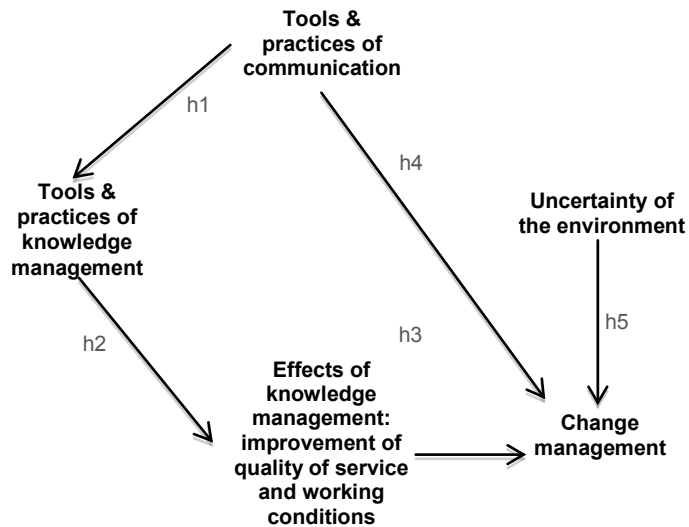 Tools &
practices of
communication
h1
h4
Tools &
practices of
knowledge
management
Uncertainty of
the environment
h2
h3
h5
Effects of
knowledge
management:
improvement of
quality of service
and working
conditions
Change
management